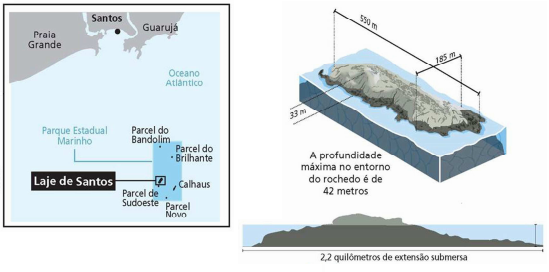 Santos
Praia
Grande
Guarujá
Oceano
Atlântico
Parque Estadual
Marinho
Parcel do
Bandolim
Parcel do
Brilhante
Laje de Santos
Calhaus
Parcel de
Sudoeste
Parcel
Novo
550 m
185 m
33 m
A profundidade
máxima no entorno
do rochedo é de
42 metros
2,2 quilômetros de extensão submersa